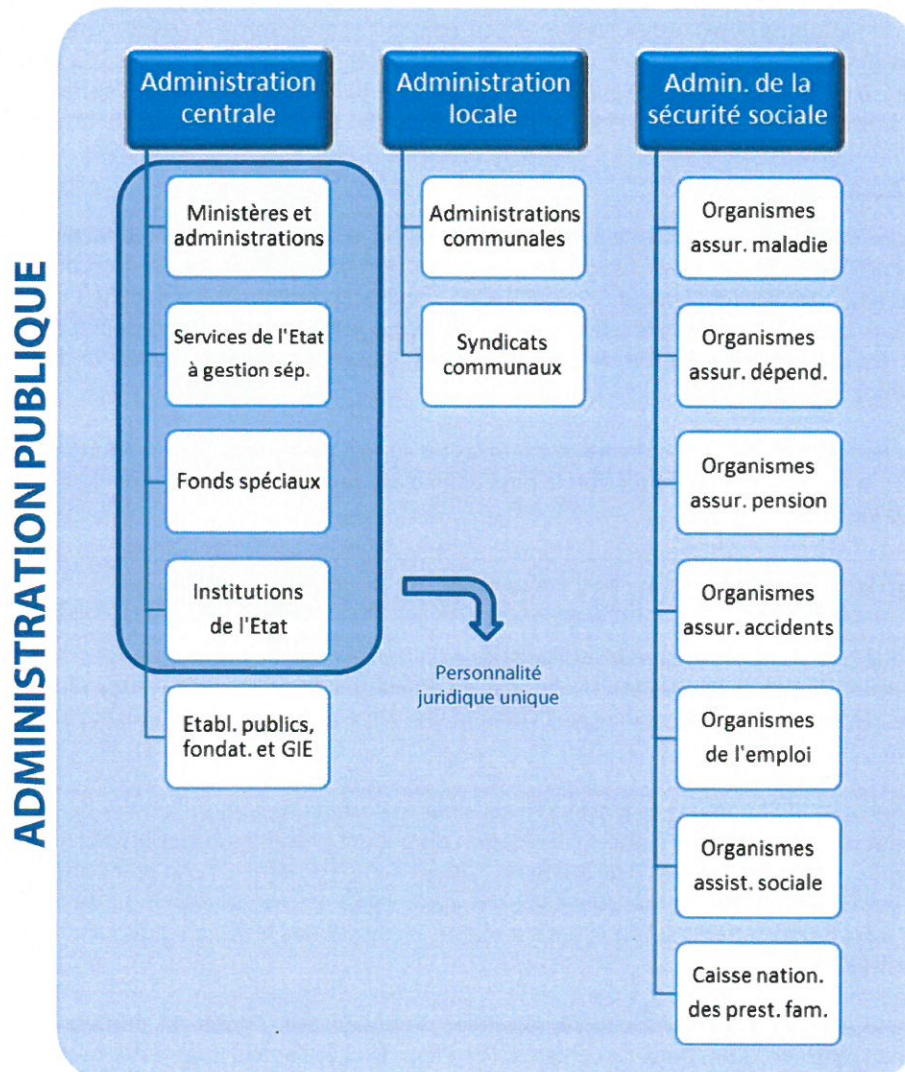 ADMINISTRATION PUBLIQUE
Administration
centrale
Ministères et
administrations
Services de l'Etat
à gestion sép.
Fonds spéciaux
Institutions
de l'Etat
Etabl. publics,
fondat. et GIE
Personnalité
juridique unique
Administration
locale
Administrations
communales
Syndicats
communaux
Admin. de la
sécurité sociale
Organismes
assur. maladie
Organismes
assur. dépend.
Organismes
assur. pension
Organismes
assur. accidents
Organismes
de l'emploi
Organismes
assist. sociale
Caisse nation.
des prest. fam.